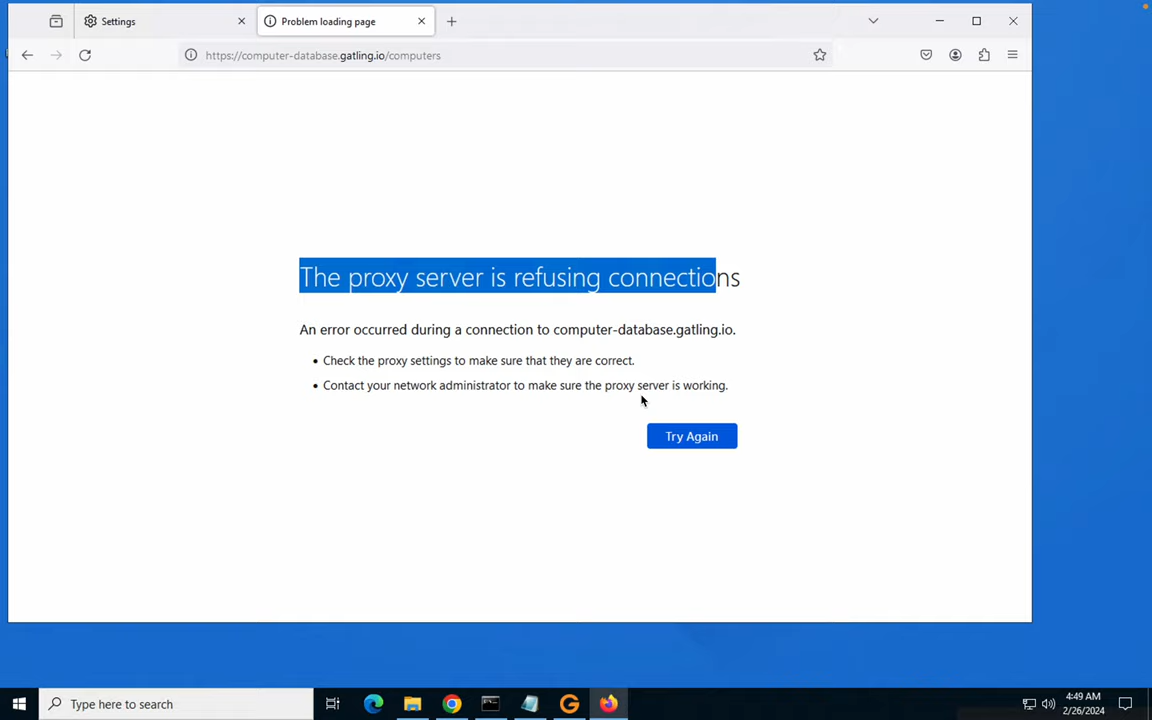 Settings
Problem loading page
https://computer-database.gatling.io/computers
The proxy server is refusing connections
An error occurred during a connection to computer-database.gatling.io.
Check the proxy settings to make sure that they are correct.
Contact your network administrator to make sure the proxy server is working.
Try Again
Type here to search
4:49 AM
2/26/2024